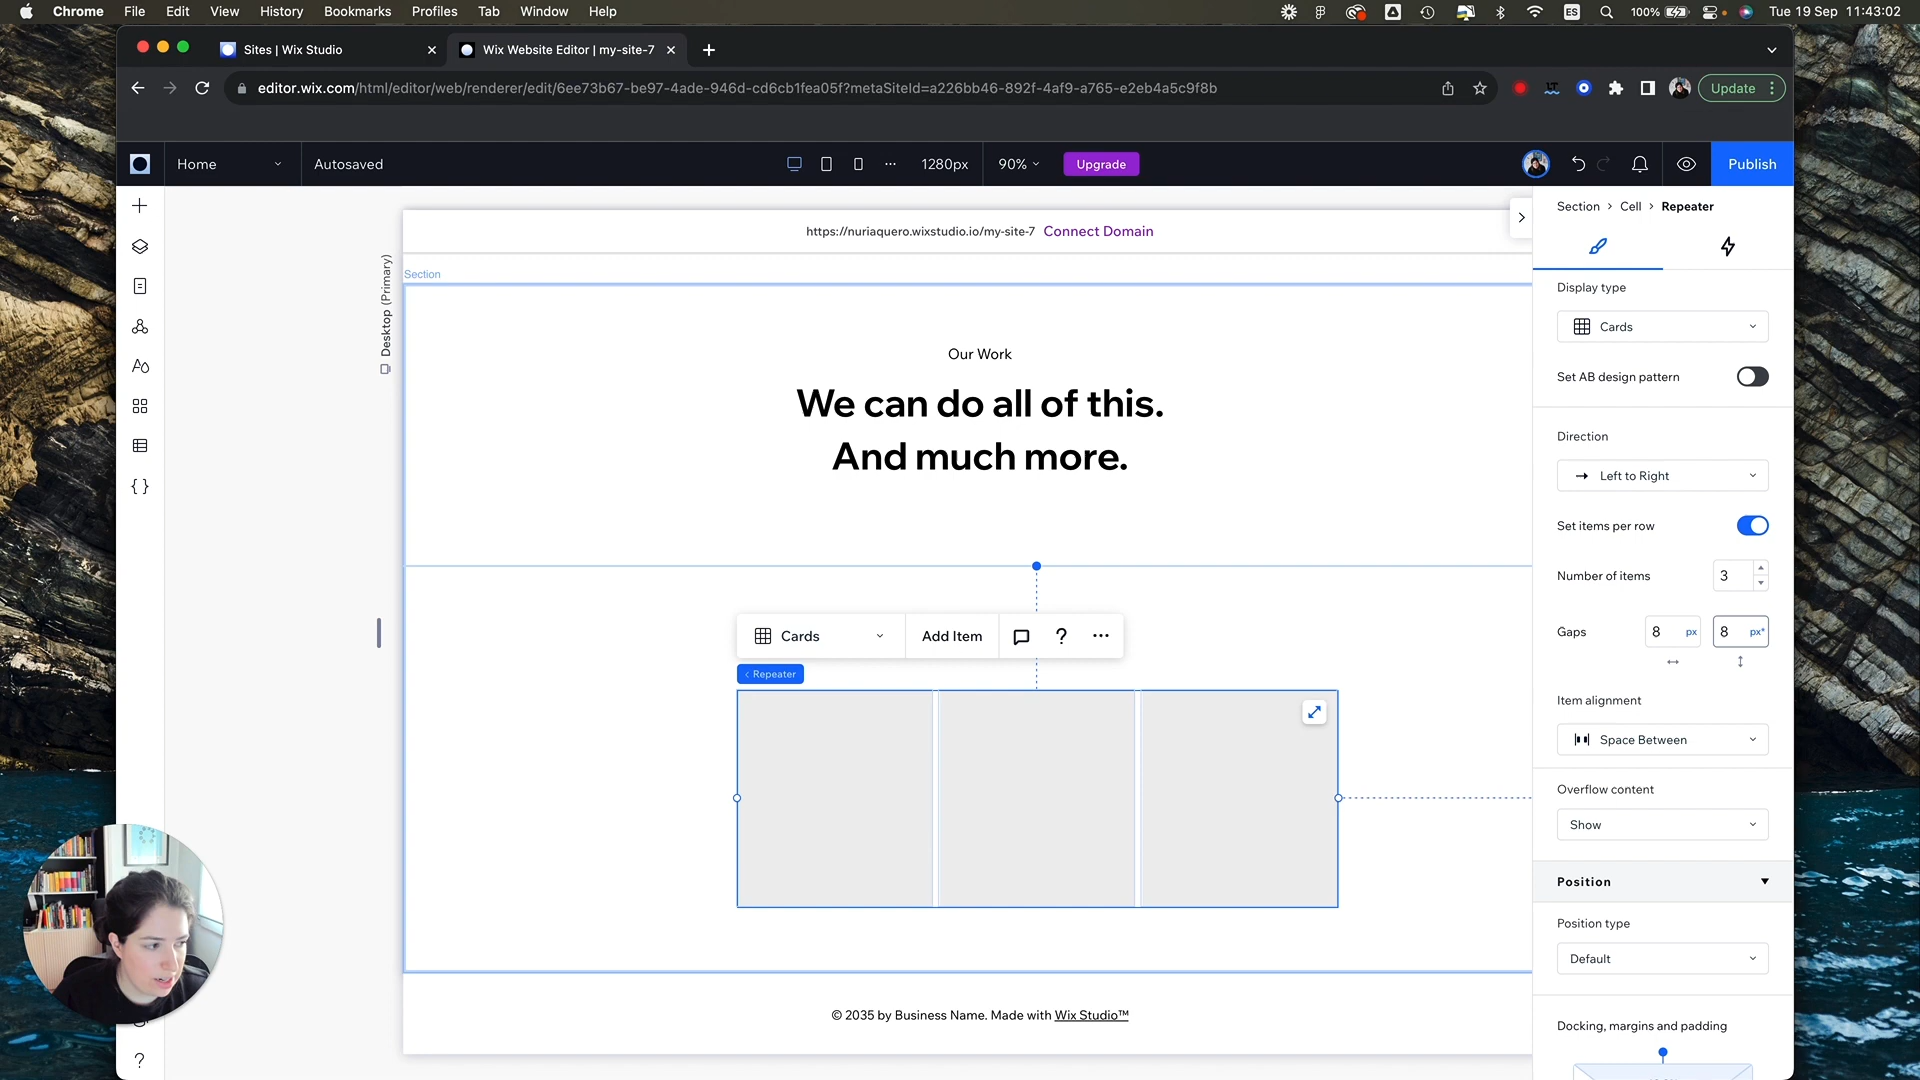 Chrome File Edit View History Bookmarks Profiles Tab Window Help ES 100% Tue 19 Sep 11:43:02
Sites | Wix Studio Wix Website Editor | my-site-7
editor.wix.com/html/editor/web/renderer/edit/6ee73b67-be97-4ade-946d-cd6cb1fea05f?metaSiteId=a226bb46-892f-4af9-a765-e2eb4a5c9f8b Update
Home Autosaved 1280px 90% Upgrade Publish
https://nuriaquero.wixstudio.io/my-site-7 Connect Domain
Desktop (Primary)
Section
Our Work
We can do all of this.
And much more.
Cards Add Item ?
Repeater
© 2035 by Business Name. Made with Wix Studio™
Section > Cell > Repeater
Display type
Cards
Set AB design pattern
Direction
Left to Right
Set items per row
Number of items 3
Gaps 8 px 8 px*
Item alignment
Space Between
Overflow content
Show
Position
Position type
Default
Docking, margins and padding